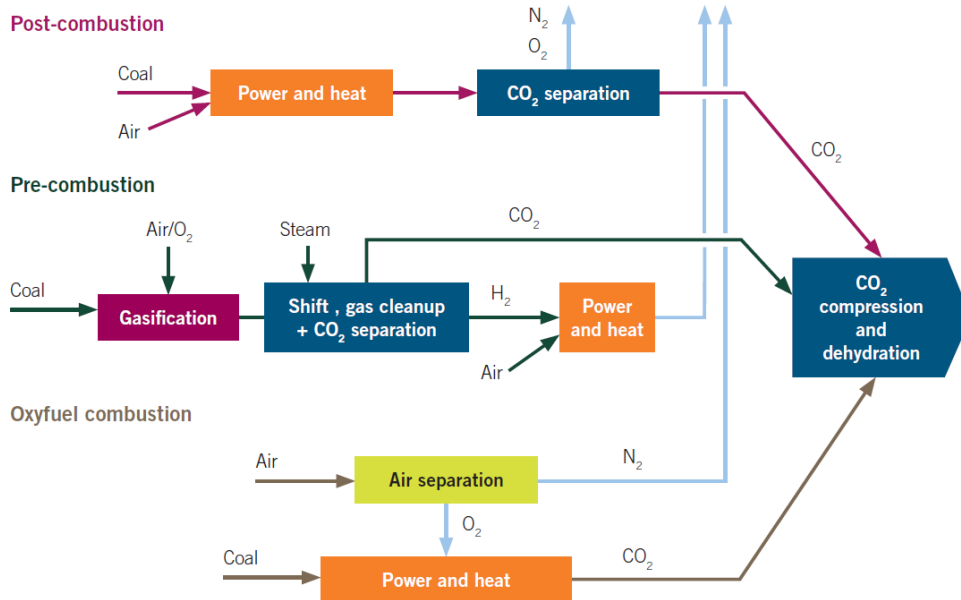 Post-combustion
N₂
O₂
Coal
Power and heat
CO₂ separation
Air
CO₂
Pre-combustion
Air/O₂
Steam
CO₂
Coal
Gasification
Shift , gas cleanup
+ CO₂ separation
H₂
Power
and heat
Air
CO₂
compression
and
dehydration
Oxyfuel combustion
Air
Air separation
N₂
O₂
Coal
Power and heat
CO₂